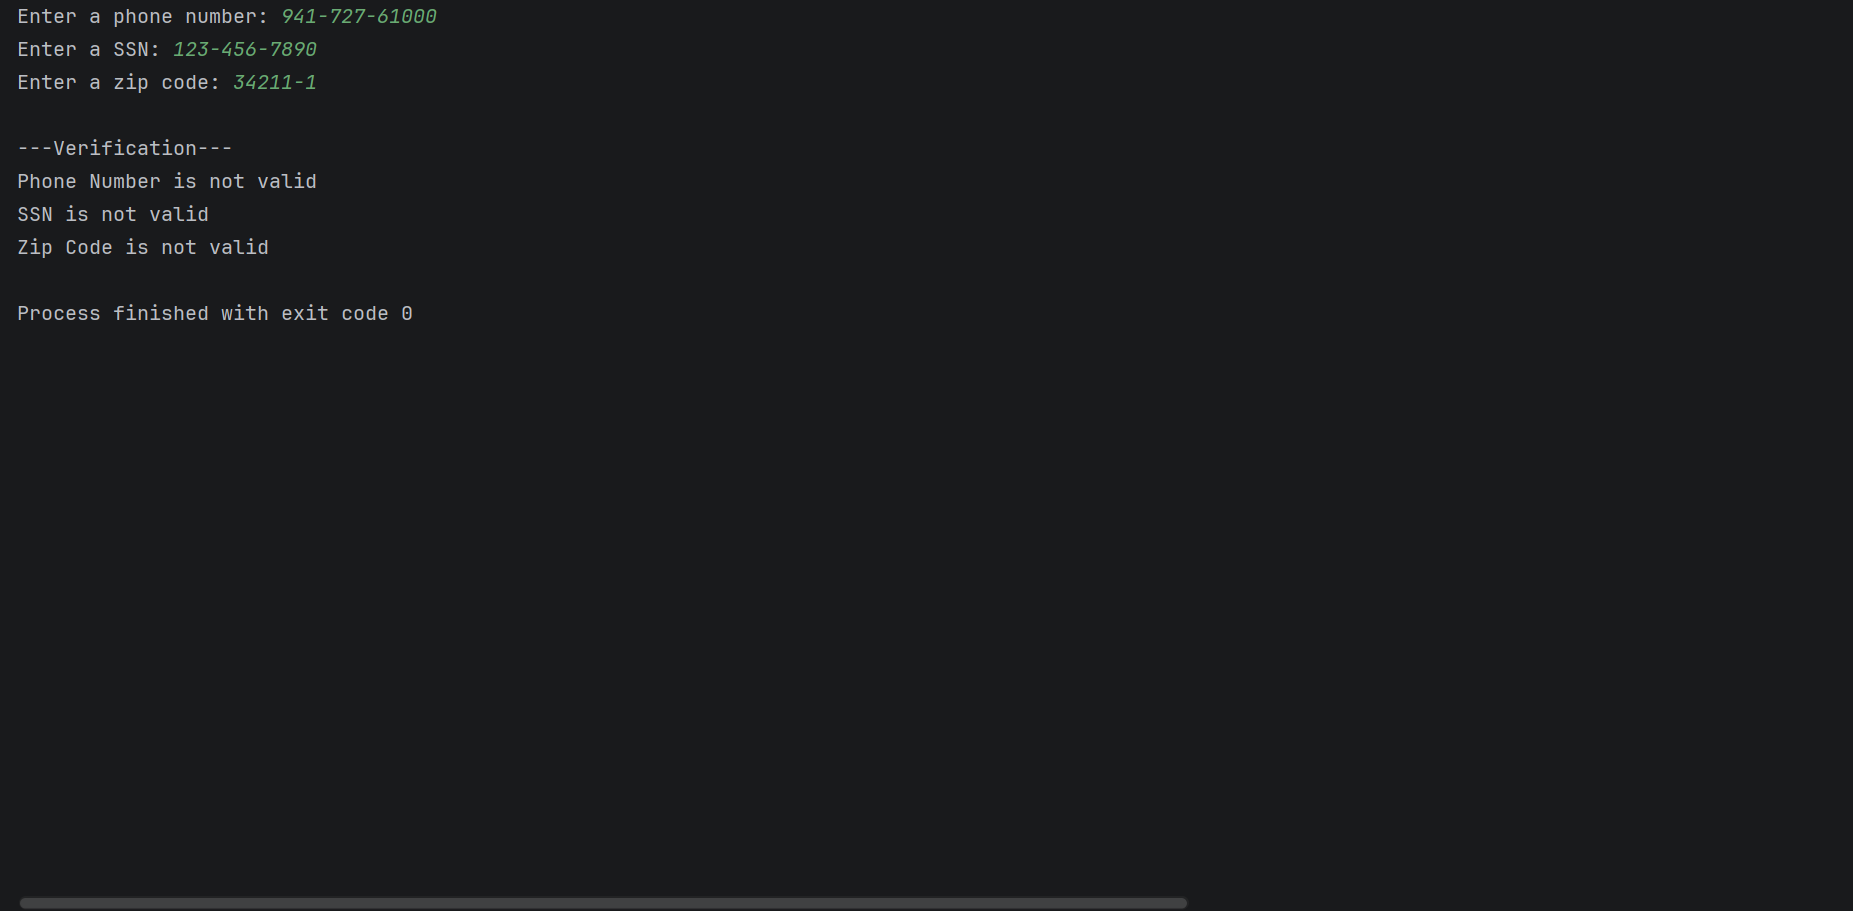 Enter a phone number: 941-727-61000
Enter a SSN: 123-456-7890
Enter a zip code: 34211-1
---Verification---
Phone Number is not valid
SSN is not valid
Zip Code is not valid
Process finished with exit code 0